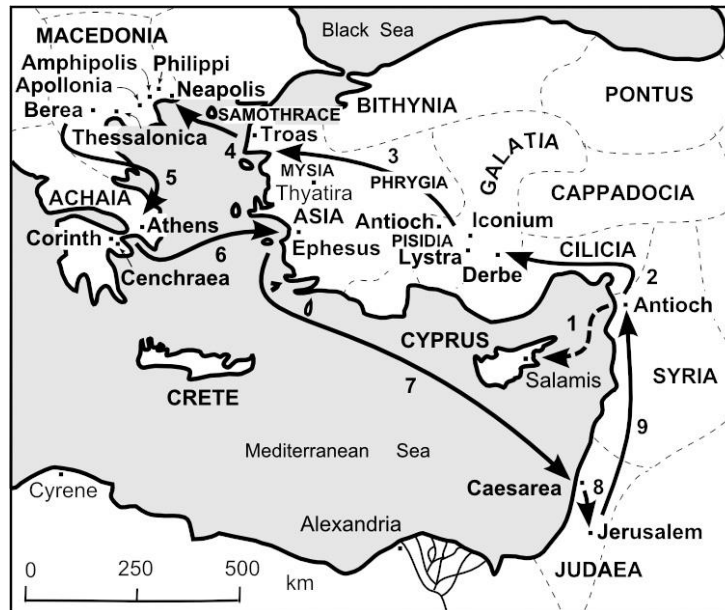 Black Sea
MACEDONIA
Philippi
Amphipolis
Neapolis
Apollonia
Berea
SAMOTHRACE
BITHYNIA
PONTUS
Thessalonica
4
Troas
3
GALATIA
5
MYSIA
PHRYGIA
Thyatira
CAPPADOCIA
ACHAIA
Athens
ASIA
Antioch
Iconium
Corinth
6
Ephesus
PISIDIA
Lystra
CILICIA
Cenchraea
Derbe
2
Antioch
1
CYPRUS
Salamis
SYRIA
7
CRETE
9
Mediterranean Sea
Cyrene
Caesarea
8
Alexandria
Jerusalem
JUDAEA
0 250 500
km